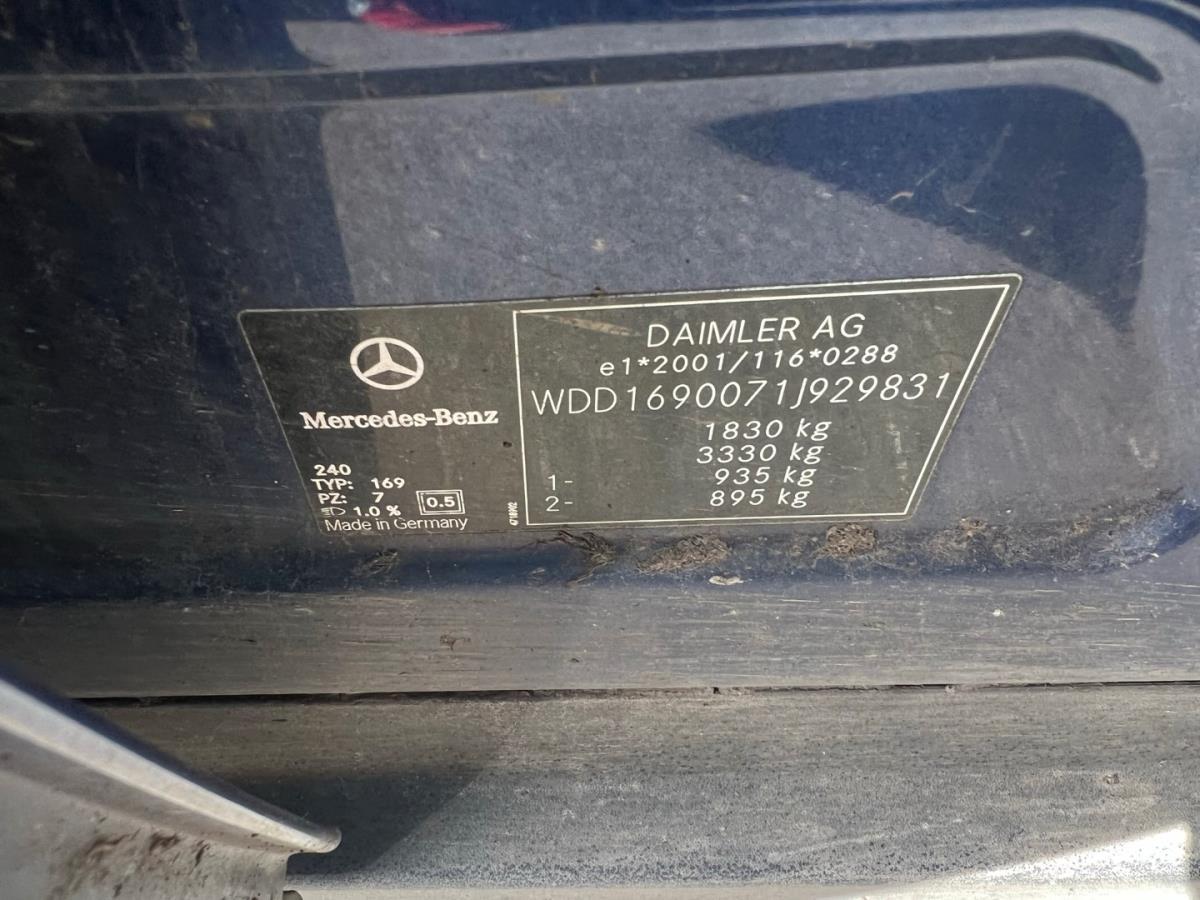 Mercedes-Benz
240
TYP: 169
PZ: 7
1.0 %
0.5
Made in Germany
DAIMLER AG
e1*2001/116*0288
WDD1690071J929831
1830 kg
3330 kg
1- 935 kg
2- 895 kg